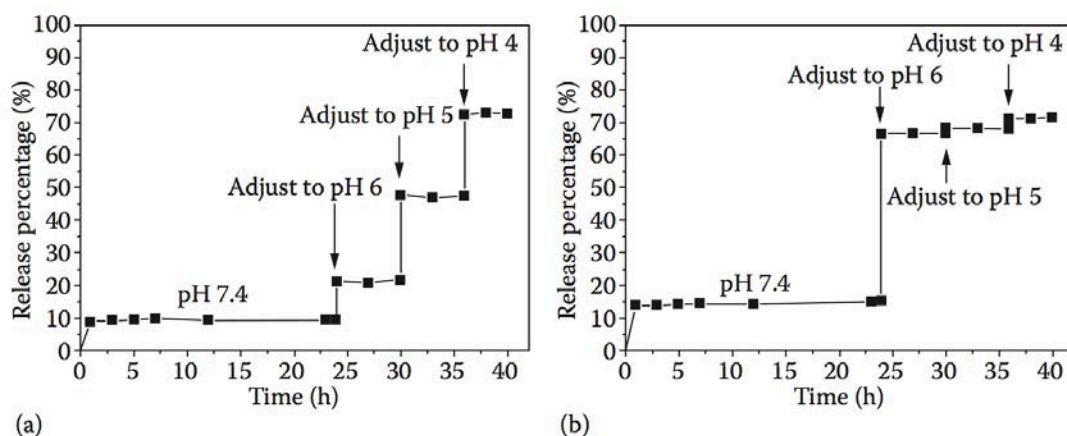 100
90
80
70
60
50
40
30
20
10
0
Release percentage (%)
Adjust to pH 4
Adjust to pH 5
Adjust to pH 6
pH 7.4
0 5 10 15 20 25 30 35 40
Time (h)
(a)
100
90
80
70
60
50
40
30
20
10
0
Release percentage (%)
Adjust to pH 4
Adjust to pH 6
Adjust to pH 5
pH 7.4
0 5 10 15 20 25 30 35 40
Time (h)
(b)